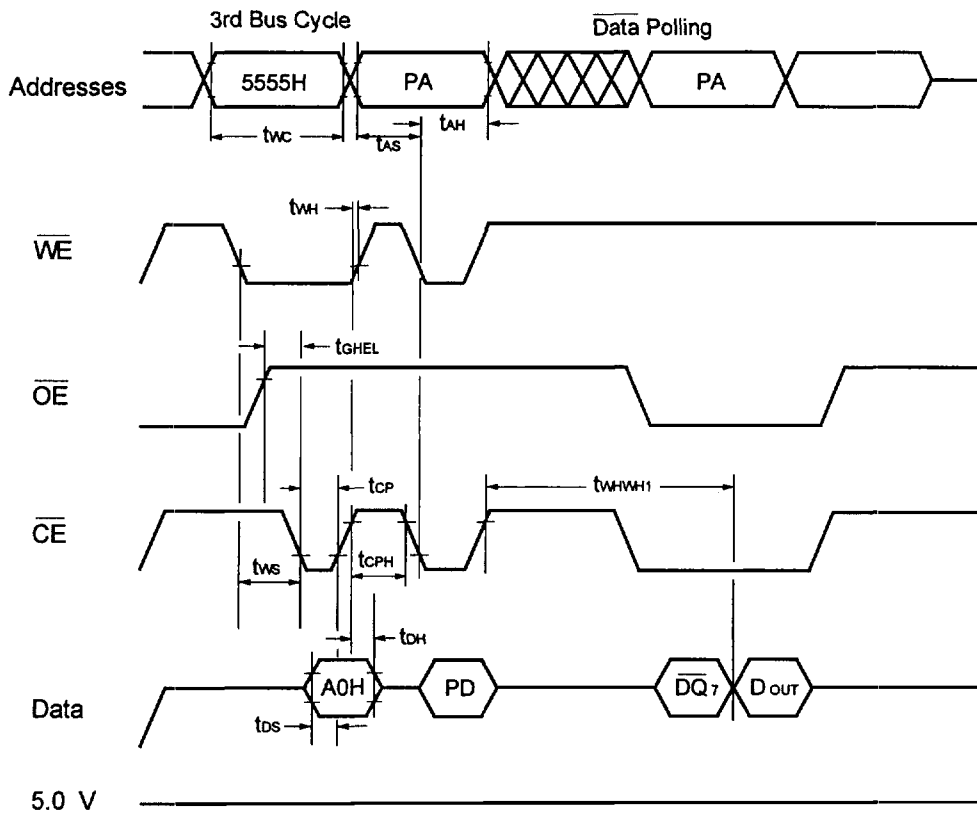 3rd Bus Cycle
Data Polling
Addresses
5555H
PA
PA
tWC
tAS
tAH
tWH
WE
tGHEL
OE
tCP
tWHWH1
CE
tWS
tCPH
tDH
Data
A0H
PD
DQ7
DOUT
tDS
5.0 V